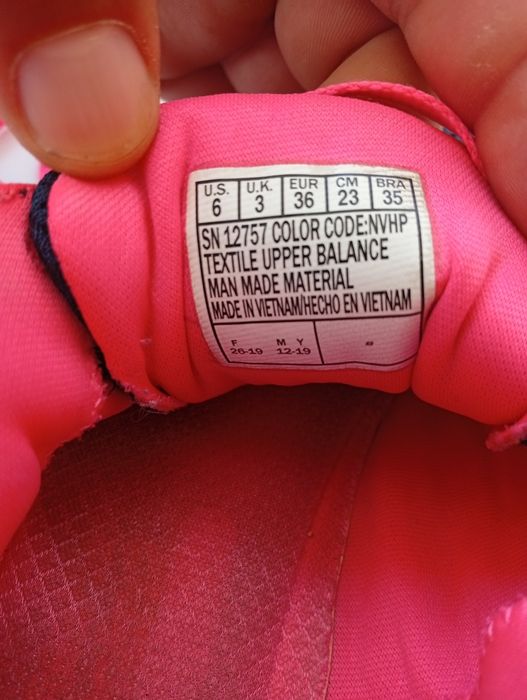 U.S. U.K. EUR CM BRA
6 3 36 23 35
SN 12757 COLOR CODE:NVHP
TEXTILE UPPER BALANCE
MAN MADE MATERIAL
MADE IN VIETNAM/HECHO EN VIETNAM
F M Y
26-19 12-19